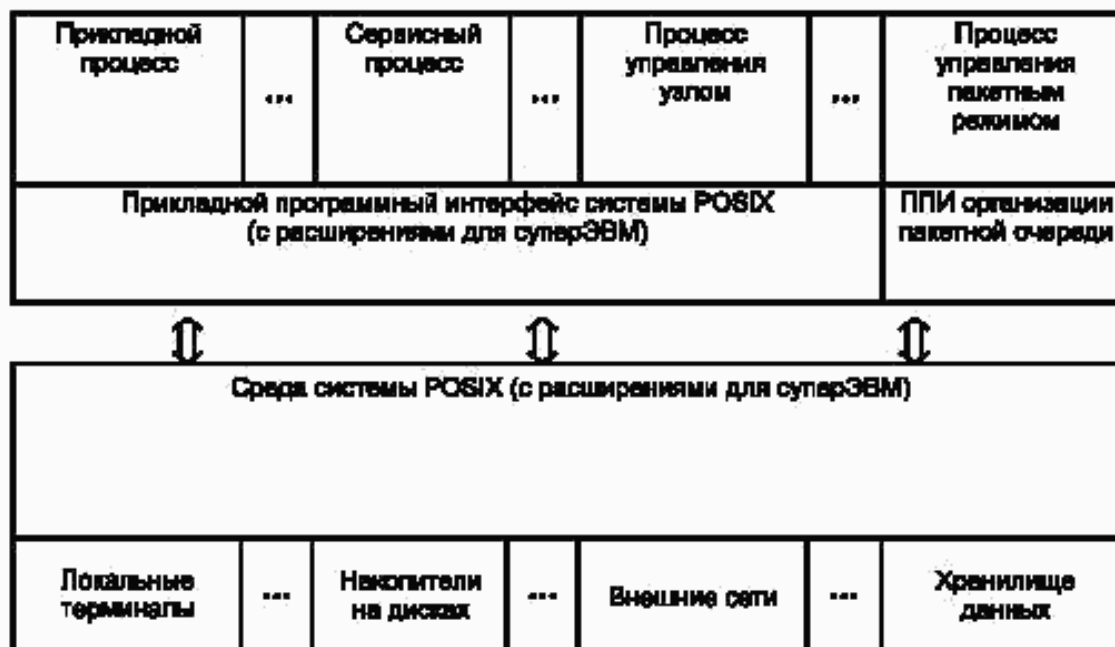 Прикладной
процесс
...
Сервисный
процесс
...
Процесс
управления
узлом
...
Процесс
управления
пакетным
режимом
Прикладной программный интерфейс системы POSIX
(с расширениями для суперЭВМ)
ППИ организации
пакетной очереди
Среда системы POSIX (с расширениями для суперЭВМ)
Локальные
терминалы
...
Накопители
на дисках
...
Внешние сети
...
Хранилище
данных